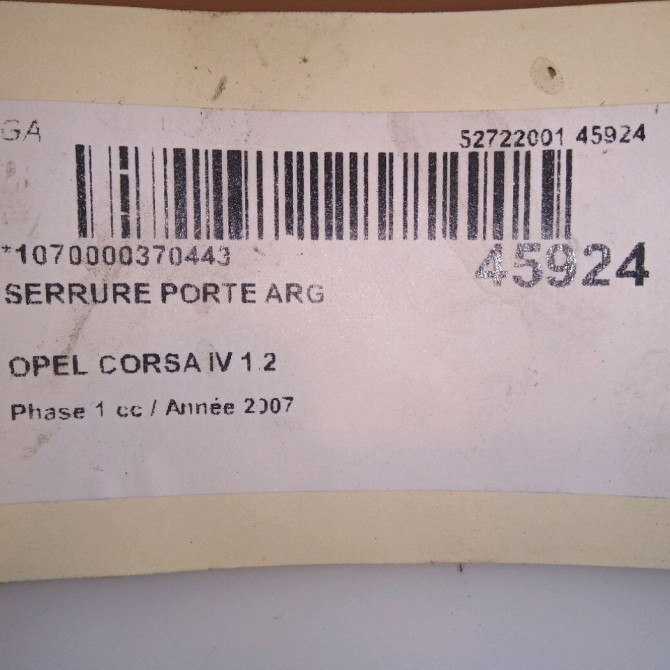 GA
52722001 45924
*1070000370443
45924
SERRURE PORTE ARG
OPEL CORSA IV 1.2
Phase 1 cc / Année 2007